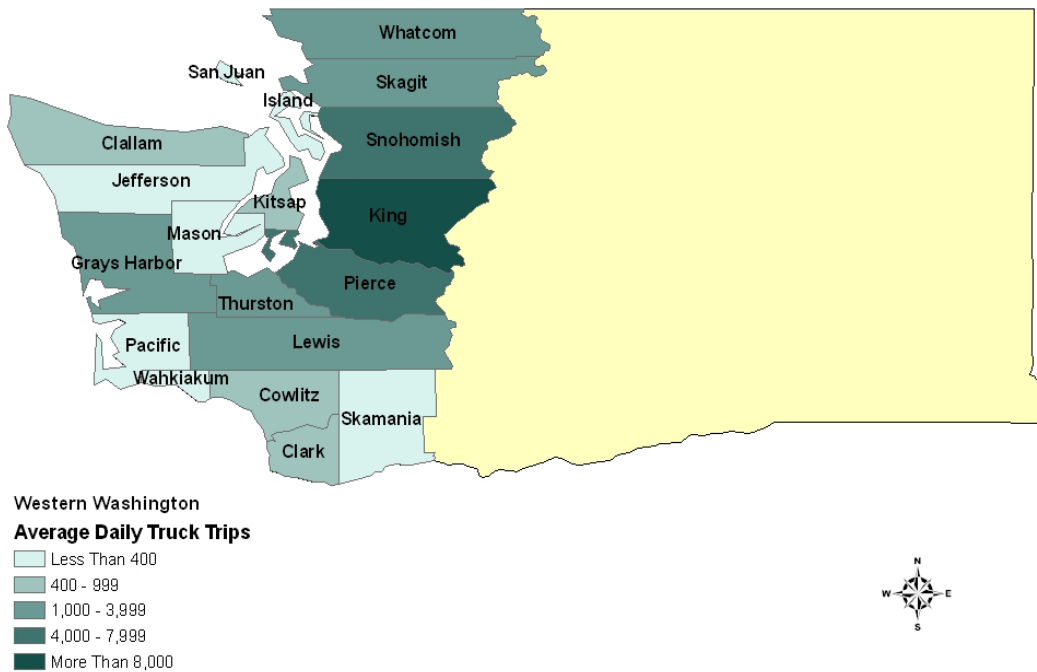 Whatcom
San Juan
Skagit
Island
Snohomish
Clallam
Jefferson
Kitsap
King
Mason
Grays Harbor
Pierce
Thurston
Lewis
Pacific
Wahkiakum
Cowlitz
Skamania
Clark
Western Washington
Average Daily Truck Trips
Less Than 400
400 - 999
1,000 - 3,999
4,000 - 7,999
More Than 8,000
N
W E
S